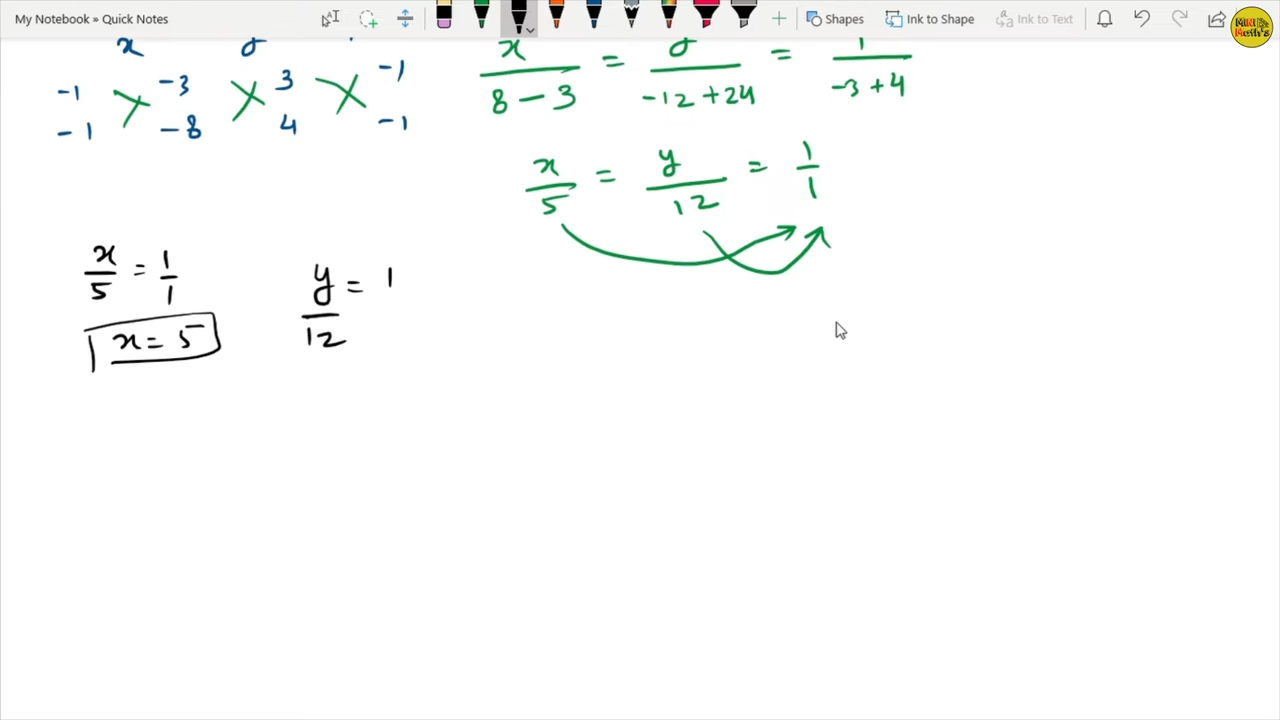 My Notebook » Quick Notes
Shapes
Ink to Shape
Ink to Text
x y
-1 -3 3 -1
-1 -8 4 -1
x/(8 - 3) = y/(-12 + 24) = 1/(-3 + 4)
x/5 = y/12 = 1/1
x/5 = 1/1
x = 5
y/12 = 1